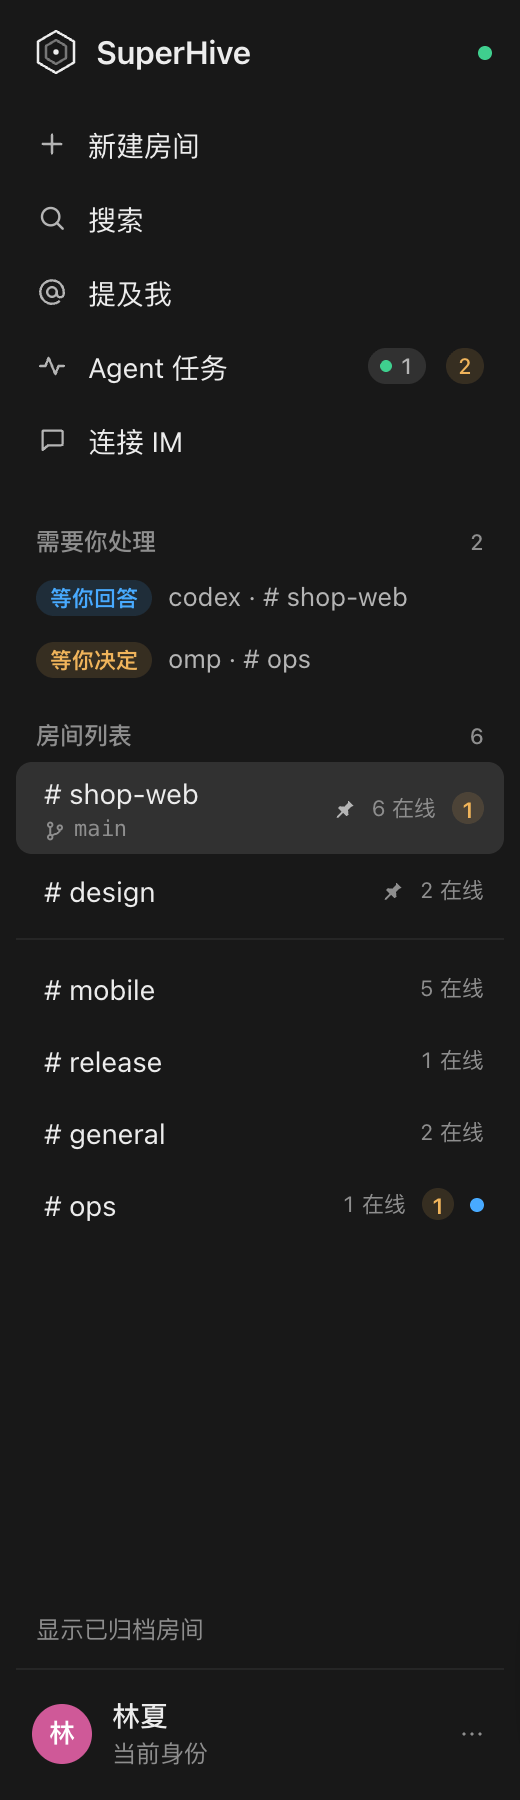 SuperHive
新建房间
搜索
提及我
Agent 任务 1 2
连接 IM
需要你处理 2
等你回答 codex · # shop-web
等你决定 omp · # ops
房间列表 6
# shop-web 6 在线 1
main
# design 2 在线
# mobile 5 在线
# release 1 在线
# general 2 在线
# ops 1 在线 1
显示已归档房间
林 林夏
当前身份